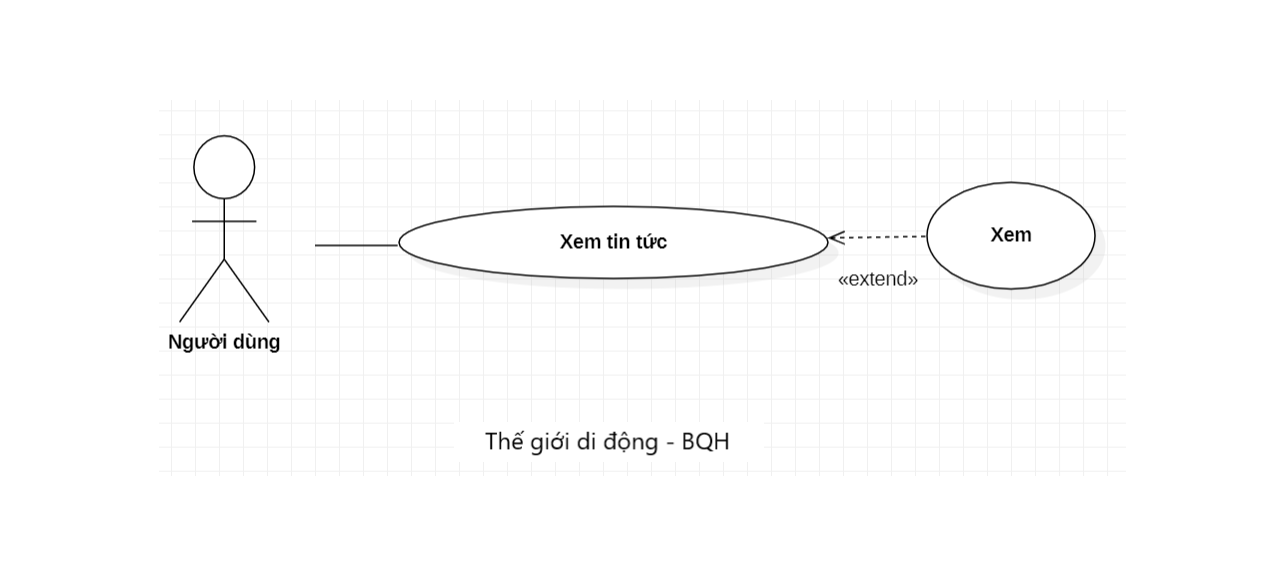 Xem tin tức
Xem
«extend»
Người dùng
Thế giới di động - BQH